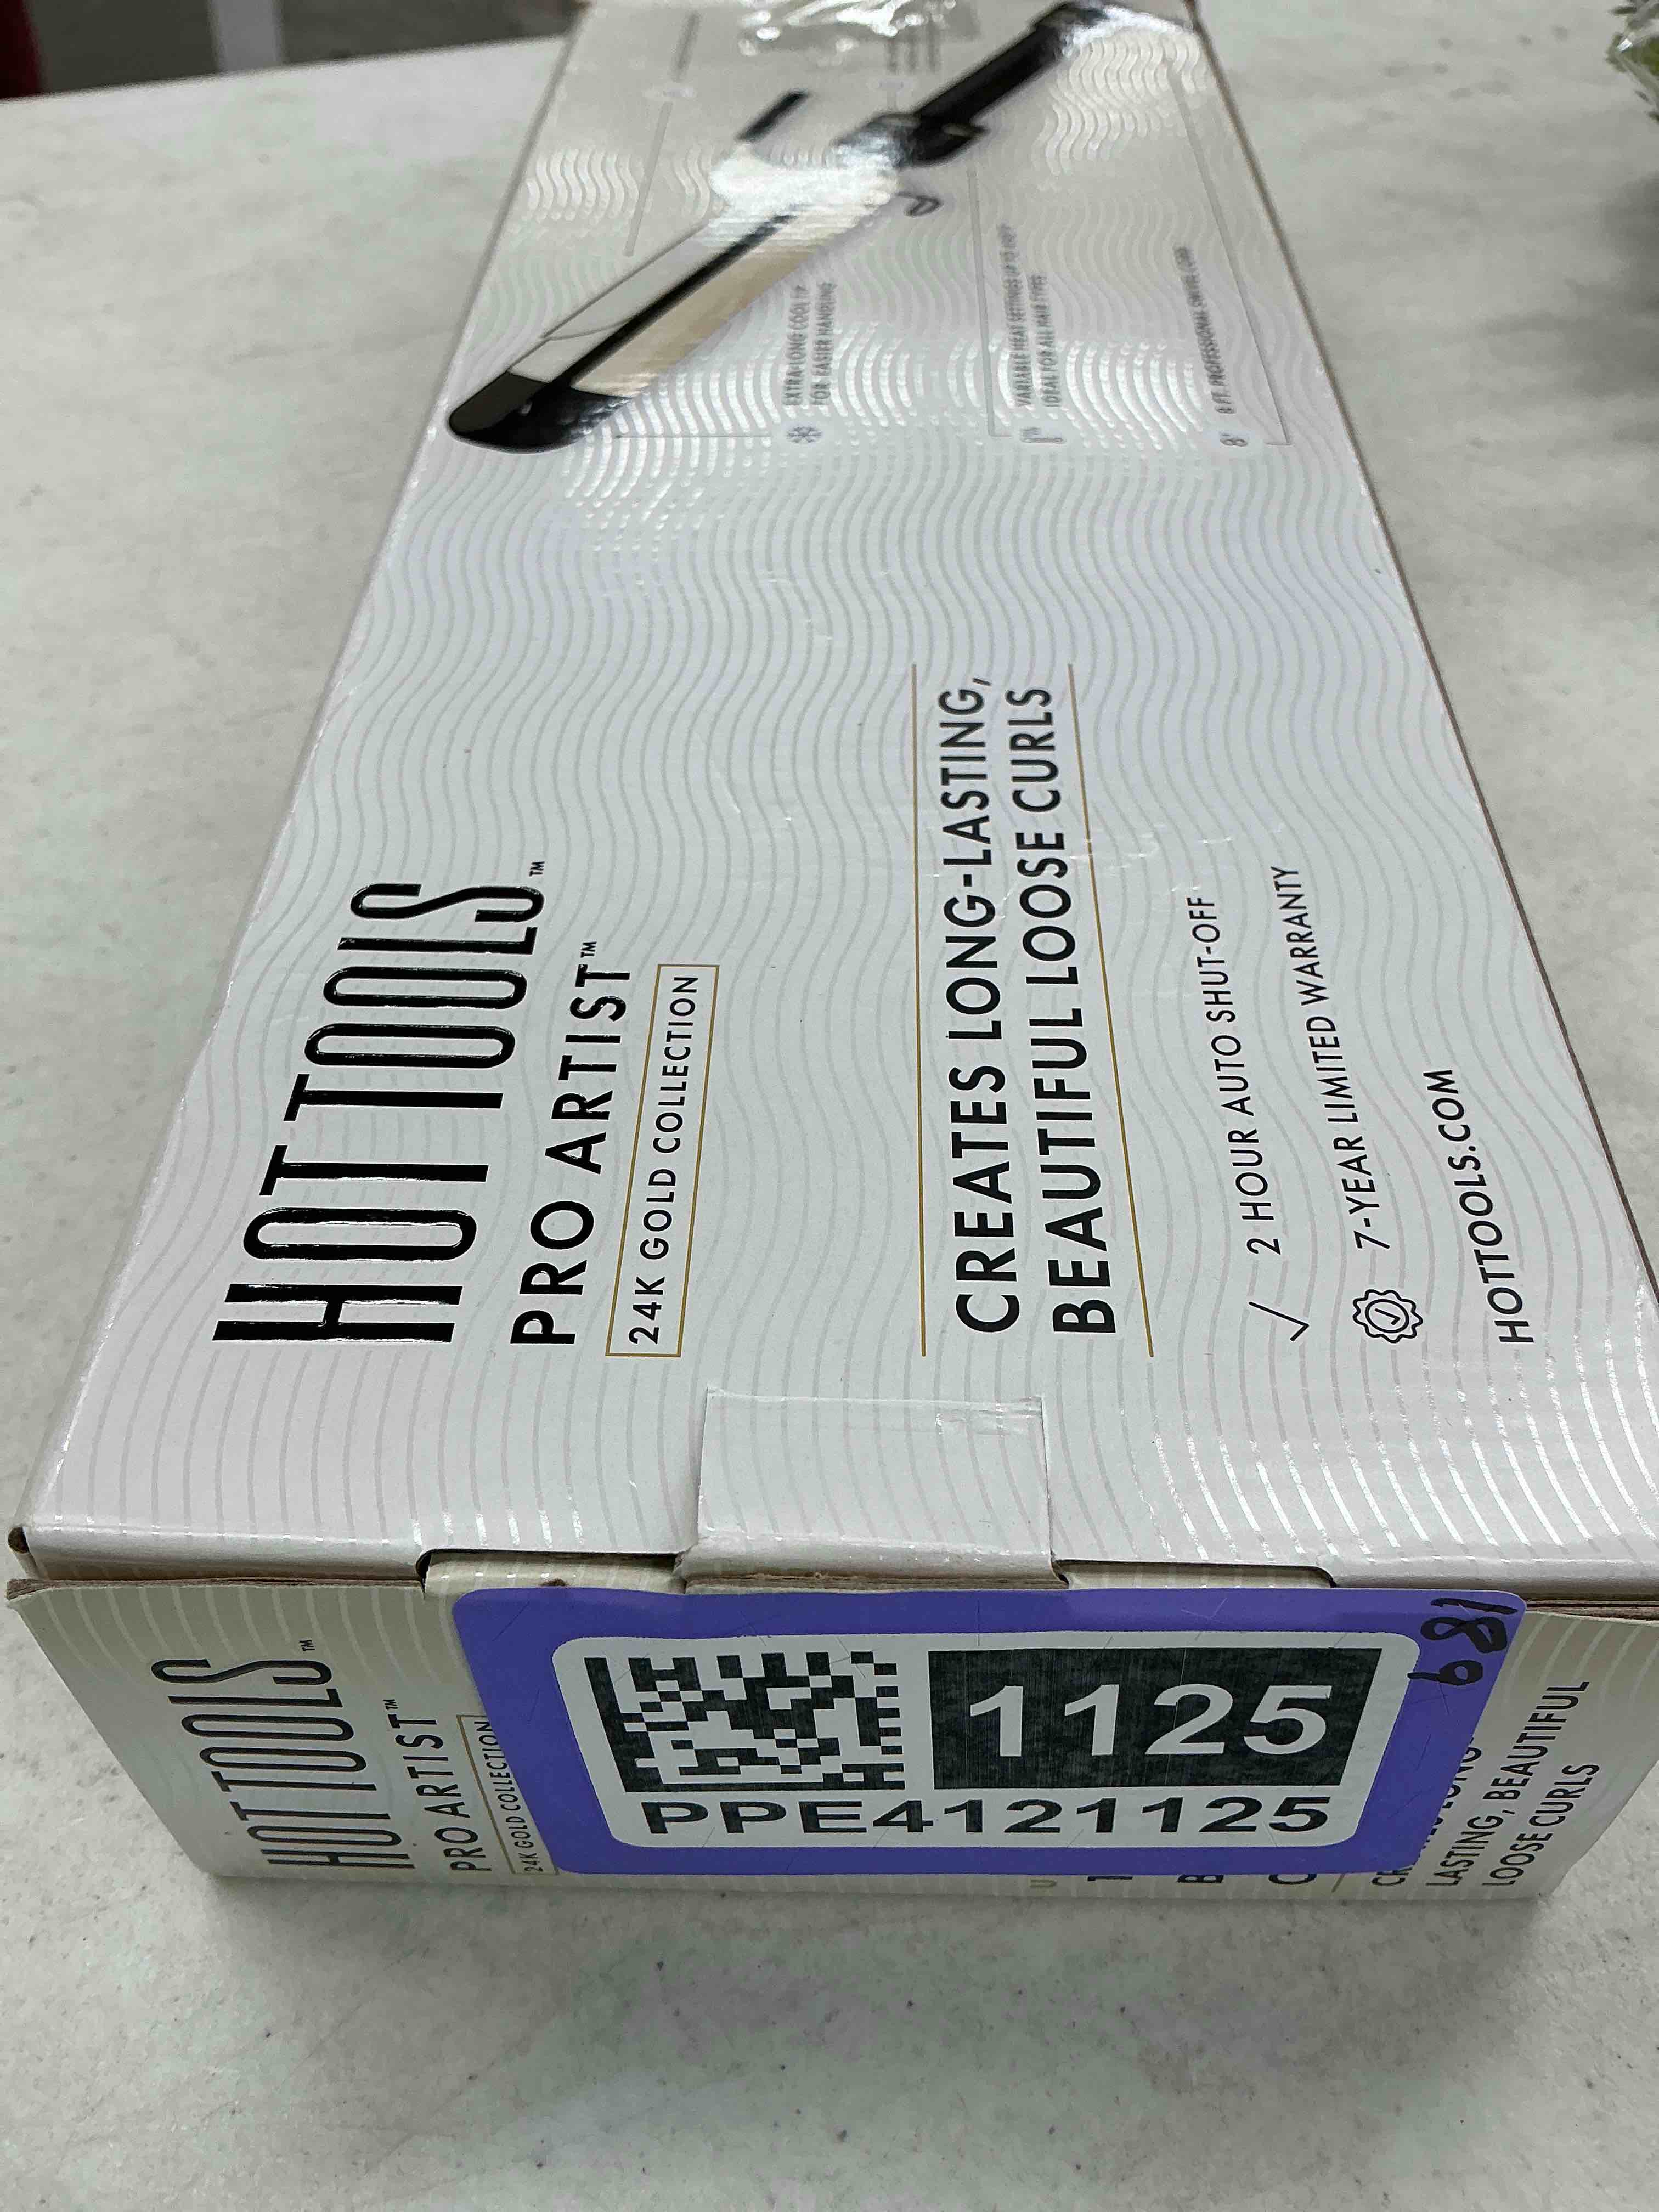 HOT TOOLS™
PRO ARTIST™
24K GOLD COLLECTION
CREATES LONG-LASTING,
BEAUTIFUL LOOSE CURLS
2 HOUR AUTO SHUT-OFF
7-YEAR LIMITED WARRANTY
HOTTOOLS.COM
EXTRA-LONG COOL TIP
FOR EASIER HANDLING
VARIABLE HEAT SETTINGS UP TO
IDEAL FOR ALL HAIR TYPES
8'
8 FT. PROFESSIONAL SWIVEL CORD
HOT TOOLS™
PRO ARTIST™
24K GOLD COLLECTION
LASTING, BEAUTIFUL
LOOSE CURLS
1125
PPE4121125
681